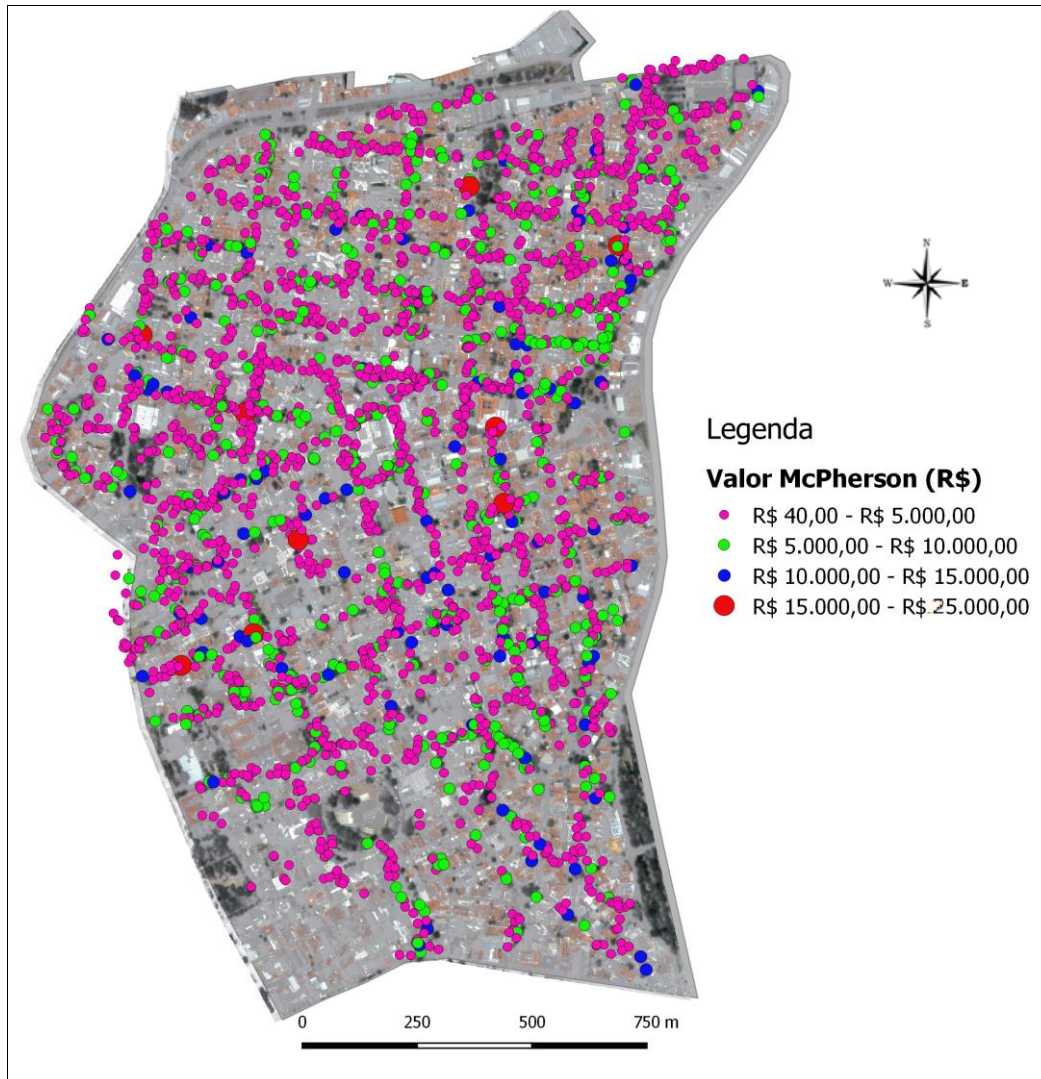 N
W
E
S
Legenda
Valor McPherson (R$)
R$ 40,00 - R$ 5.000,00
R$ 5.000,00 - R$ 10.000,00
R$ 10.000,00 - R$ 15.000,00
R$ 15.000,00 - R$ 25.000,00
0 250 500 750 m